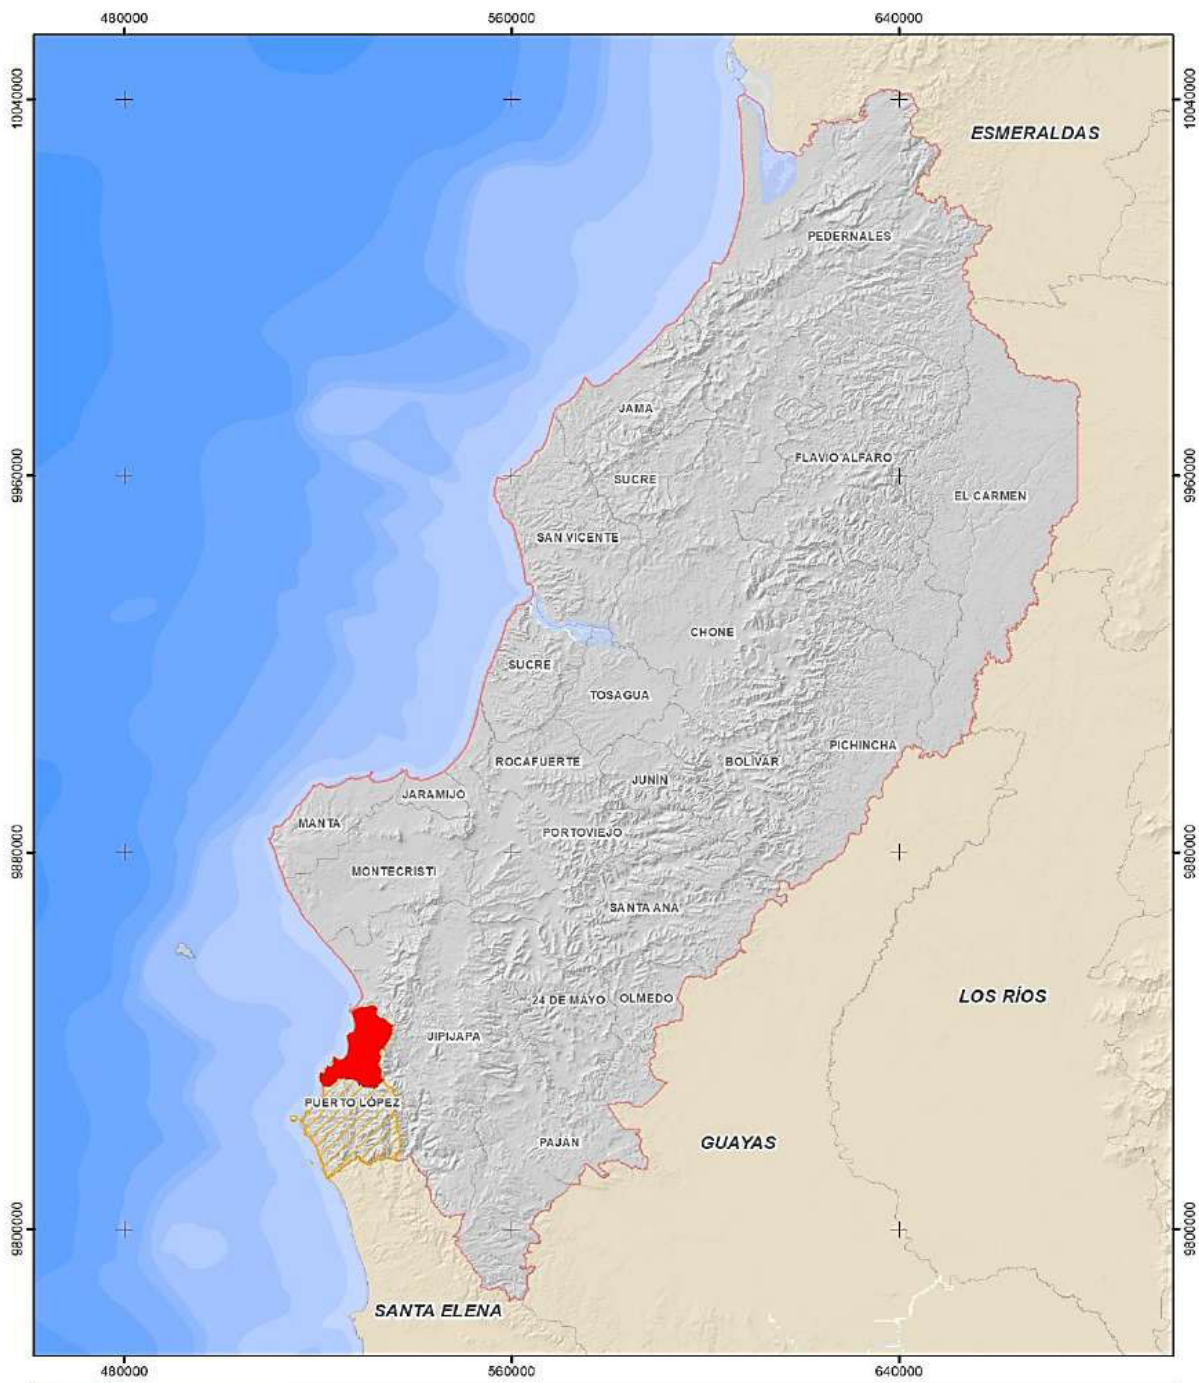 480000 560000 640000
10040000 10040000
ESMERALDAS
PEDERNALES
JAMA
FLAVIO ALFARO
9960000 9960000
SUCRE
EL CARMEN
SAN VICENTE
CHONE
SUCRE
TOSAGUA
PICHINCHA
ROCAFUERTE
BOLÍVAR
JUNÍN
JARAMIJÓ
MANTA
PORTOVIEJO
9880000 9880000
MONTECRISTI
SANTA ANA
LOS RÍOS
24 DE MAYO
OLMEDO
JIPIJAPA
PUERTO LÓPEZ
PAJÁN
GUAYAS
9800000 9800000
SANTA ELENA
480000 560000 640000